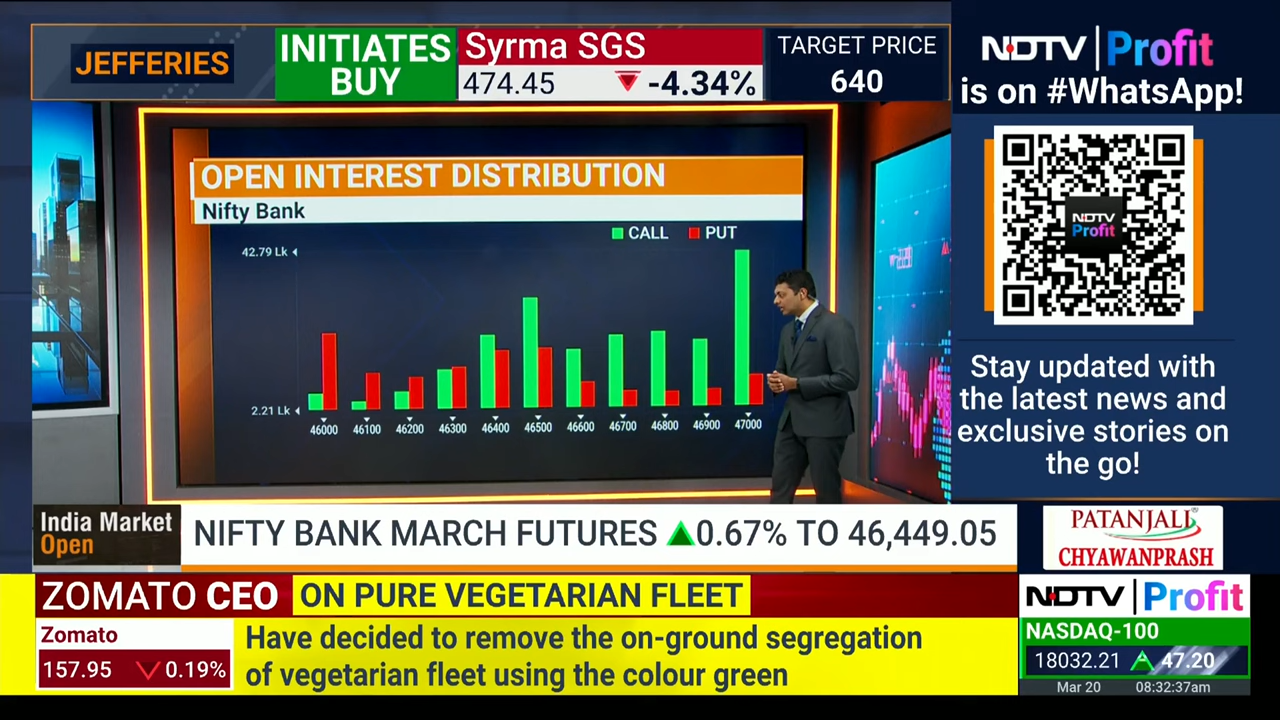 JEFFERIES
INITIATES
BUY
Syrma SGS
474.45 -4.34%
TARGET PRICE
640
NDTV Profit
is on #WhatsApp!
NDTV
Profit
Stay updated with
the latest news and
exclusive stories on
the go!
OPEN INTEREST DISTRIBUTION
Nifty Bank
CALL PUT
42.79 Lk
2.21 Lk
46000 46100 46200 46300 46400 46500 46600 46700 46800 46900 47000
India Market
Open
NIFTY BANK MARCH FUTURES ▲0.67% TO 46,449.05
PATANJALI
CHYAWANPRASH
ZOMATO CEO ON PURE VEGETARIAN FLEET
Zomato
157.95 0.19%
Have decided to remove the on-ground segregation
of vegetarian fleet using the colour green
NDTV Profit
NASDAQ-100
18032.21 47.20
Mar 20 08:32:37am